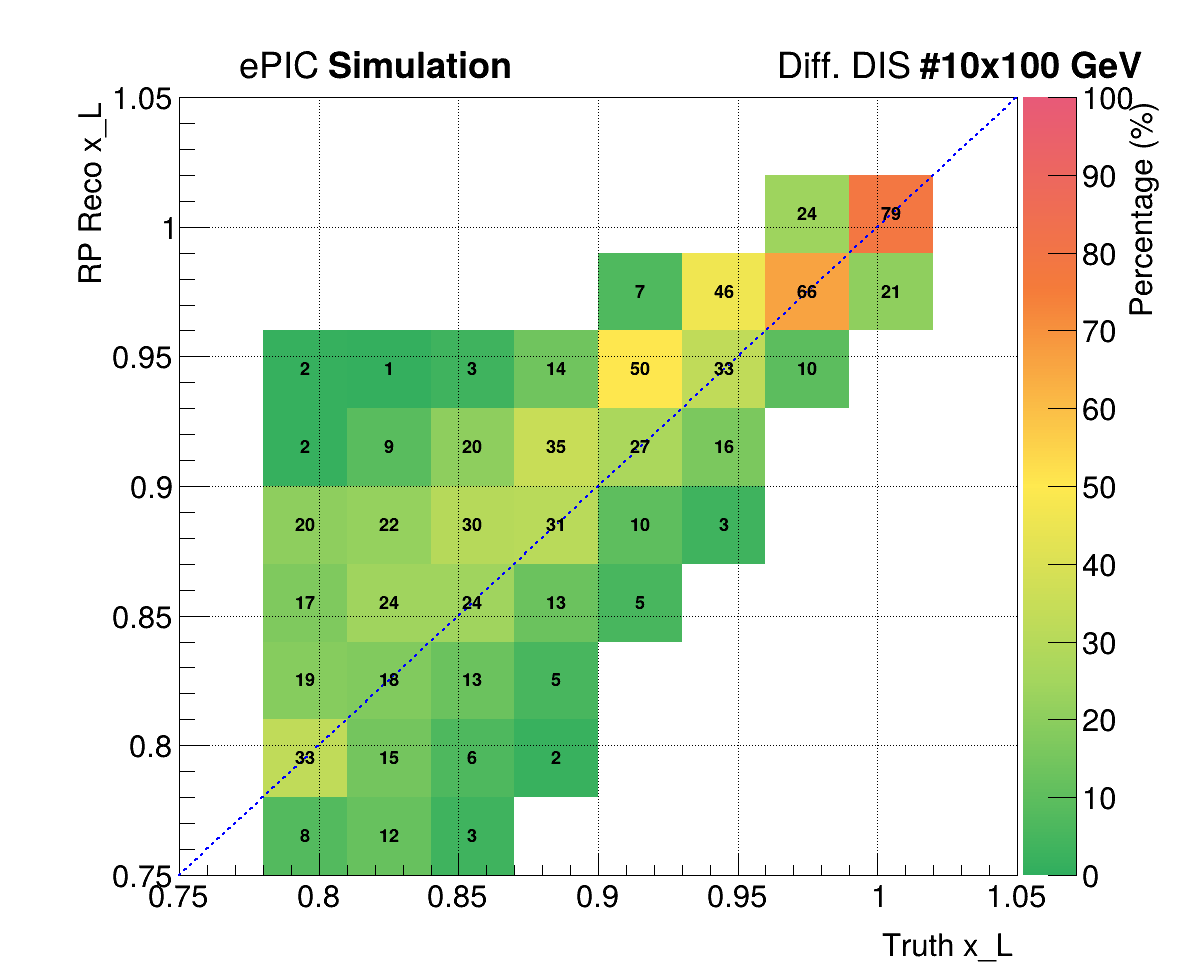 ePIC Simulation
Diff. DIS #10x100 GeV
RP Reco x_L
1.05
1
0.95
0.9
0.85
0.8
0.75
24 79
7 46 66 21
2 1 3 14 50 33 10
2 9 20 35 27 16
20 22 30 31 10 3
17 24 24 13 5
19 18 13 5
33 15 6 2
8 12 3
0.75 0.8 0.85 0.9 0.95 1 1.05
Truth x_L
100
90
80
70
60
50
40
30
20
10
0
Percentage (%)